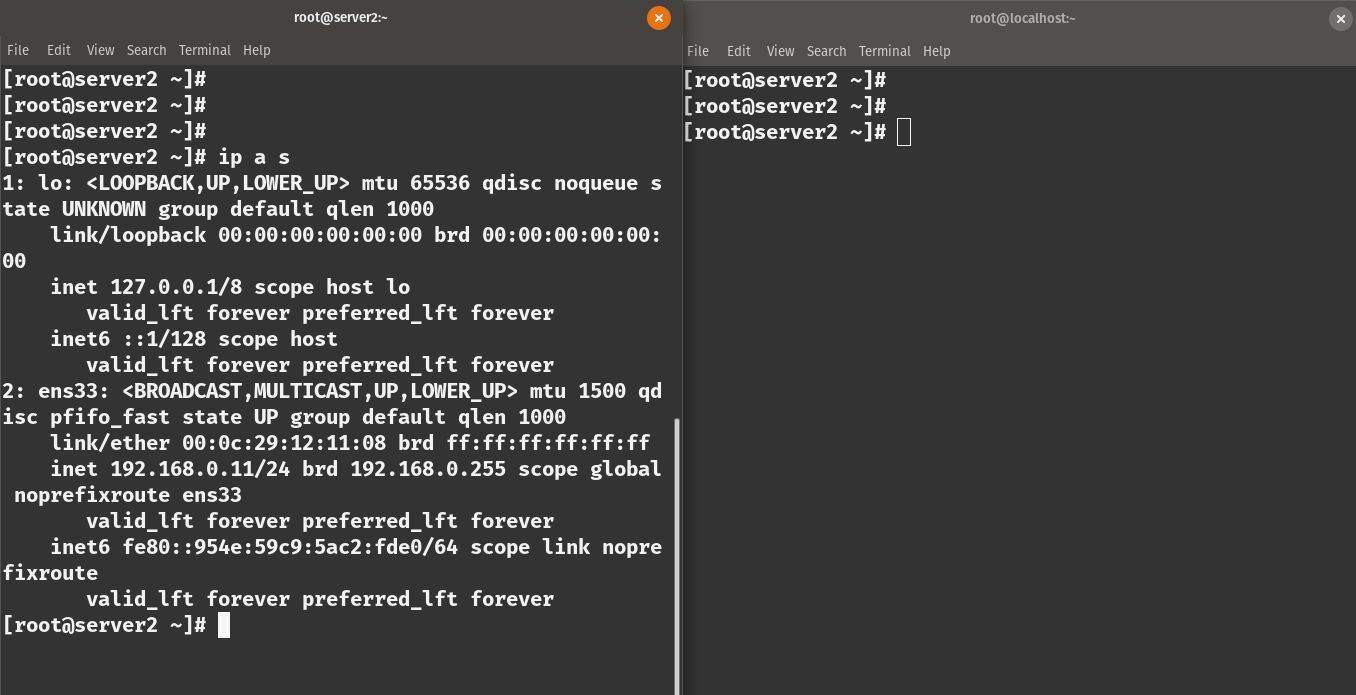 root@server2:~
File Edit View Search Terminal Help
[root@server2 ~]#
[root@server2 ~]#
[root@server2 ~]#
[root@server2 ~]# ip a s
1: lo: <LOOPBACK,UP,LOWER_UP> mtu 65536 qdisc noqueue s
tate UNKNOWN group default qlen 1000
    link/loopback 00:00:00:00:00:00 brd 00:00:00:00:00:
00
    inet 127.0.0.1/8 scope host lo
       valid_lft forever preferred_lft forever
    inet6 ::1/128 scope host
       valid_lft forever preferred_lft forever
2: ens33: <BROADCAST,MULTICAST,UP,LOWER_UP> mtu 1500 qd
isc pfifo_fast state UP group default qlen 1000
    link/ether 00:0c:29:12:11:08 brd ff:ff:ff:ff:ff:ff
    inet 192.168.0.11/24 brd 192.168.0.255 scope global
 noprefixroute ens33
       valid_lft forever preferred_lft forever
    inet6 fe80::954e:59c9:5ac2:fde0/64 scope link nopre
fixroute
       valid_lft forever preferred_lft forever
[root@server2 ~]#
root@localhost:~
File Edit View Search Terminal Help
[root@server2 ~]#
[root@server2 ~]#
[root@server2 ~]#